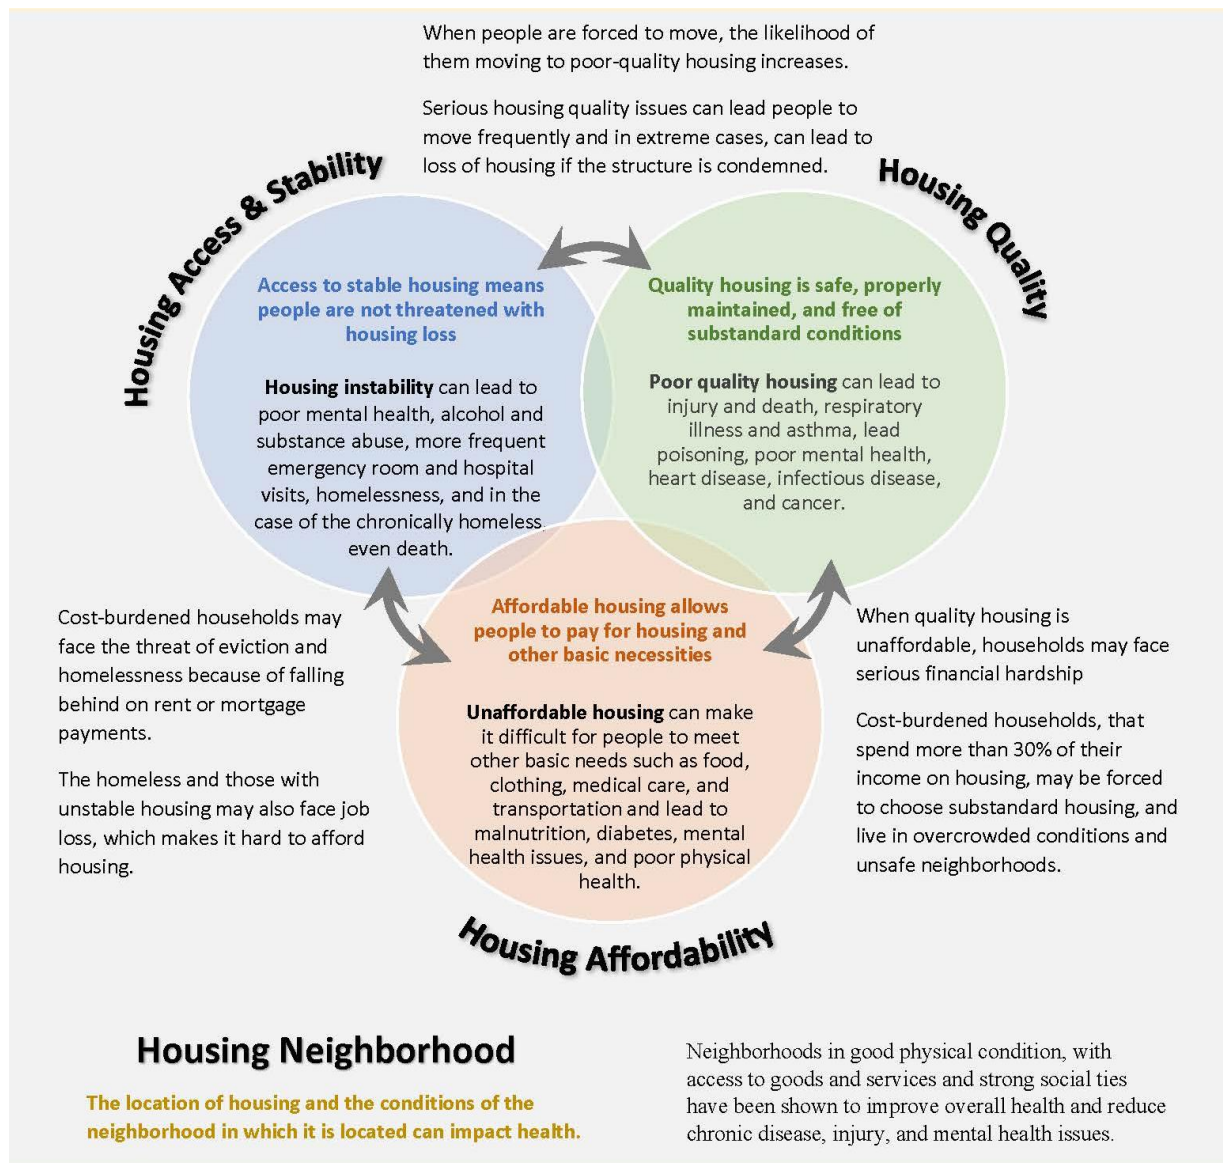 When people are forced to move, the likelihood of
them moving to poor-quality housing increases.
Serious housing quality issues can lead people to
move frequently and in extreme cases, can lead to
loss of housing if the structure is condemned.
Housing Access & Stability
Housing Quality
Access to stable housing means
people are not threatened with
housing loss
Housing instability can lead to
poor mental health, alcohol and
substance abuse, more frequent
emergency room and hospital
visits, homelessness, and in the
case of the chronically homeless
even death.
Quality housing is safe, properly
maintained, and free of
substandard conditions
Poor quality housing can lead to
injury and death, respiratory
illness and asthma, lead
poisoning, poor mental health,
heart disease, infectious disease,
and cancer.
Cost-burdened households may
face the threat of eviction and
homelessness because of falling
behind on rent or mortgage
payments.
The homeless and those with
unstable housing may also face job
loss, which makes it hard to afford
housing.
Affordable housing allows
people to pay for housing and
other basic necessities
Unaffordable housing can make
it difficult for people to meet
other basic needs such as food,
clothing, medical care, and
transportation and lead to
malnutrition, diabetes, mental
health issues, and poor physical
health.
When quality housing is
unaffordable, households may face
serious financial hardship
Cost-burdened households, that
spend more than 30% of their
income on housing, may be forced
to choose substandard housing, and
live in overcrowded conditions and
unsafe neighborhoods.
Housing Affordability
Housing Neighborhood
The location of housing and the conditions of the
neighborhood in which it is located can impact health.
Neighborhoods in good physical condition, with
access to goods and services and strong social ties
have been shown to improve overall health and reduce
chronic disease, injury, and mental health issues.